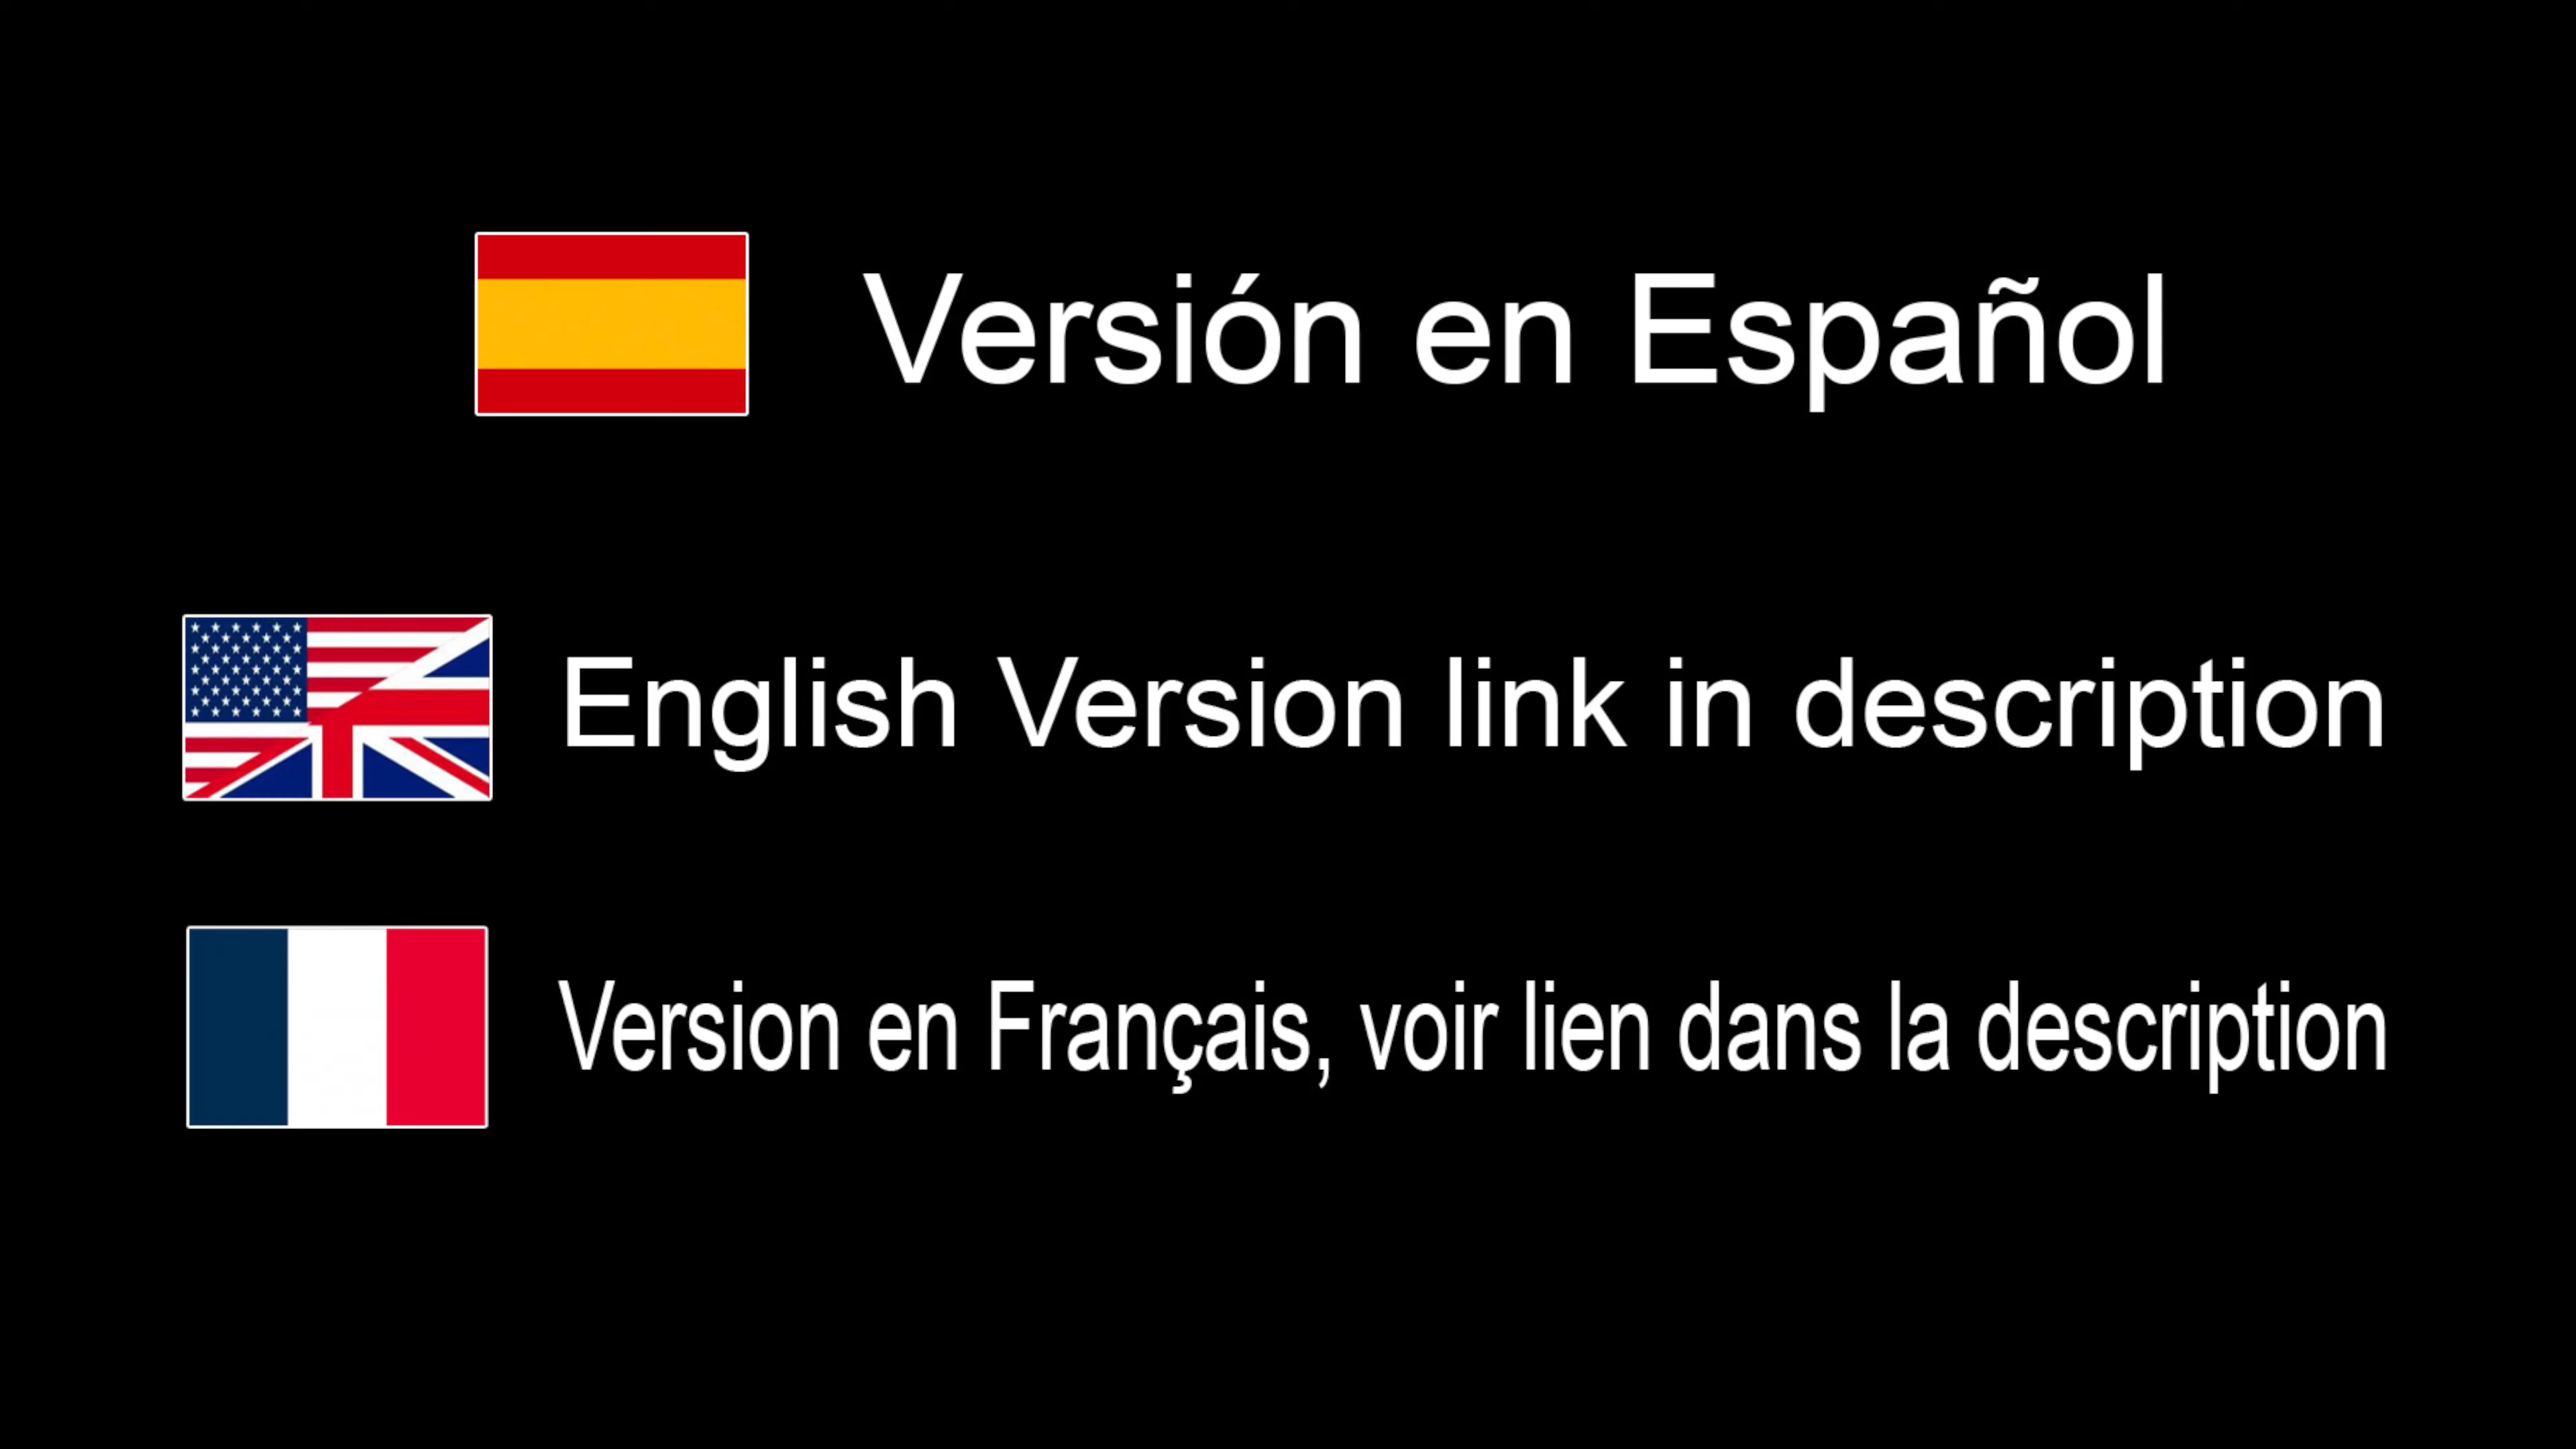 Versión en Español
English Version link in description
Version en Français, voir lien dans la description